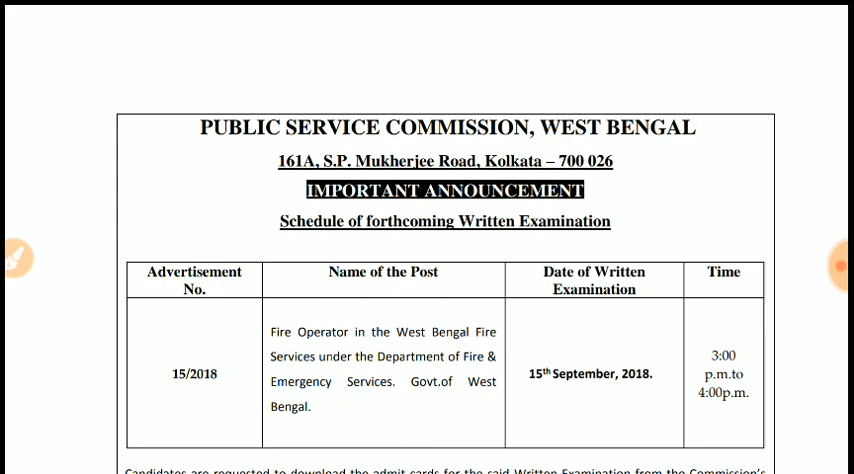 PUBLIC SERVICE COMMISSION, WEST BENGAL
161A, S.P. Mukherjee Road, Kolkata – 700 026
IMPORTANT ANNOUNCEMENT
Schedule of forthcoming Written Examination
Advertisement
No.
Name of the Post
Date of Written
Examination
Time
15/2018
Fire Operator in the West Bengal Fire
Services under the Department of Fire &
Emergency Services. Govt.of West
Bengal.
15th September, 2018.
3:00
p.m.to
4:00p.m.
Candidates are requested to download the admit cards for the said Written Examination from the Commission's